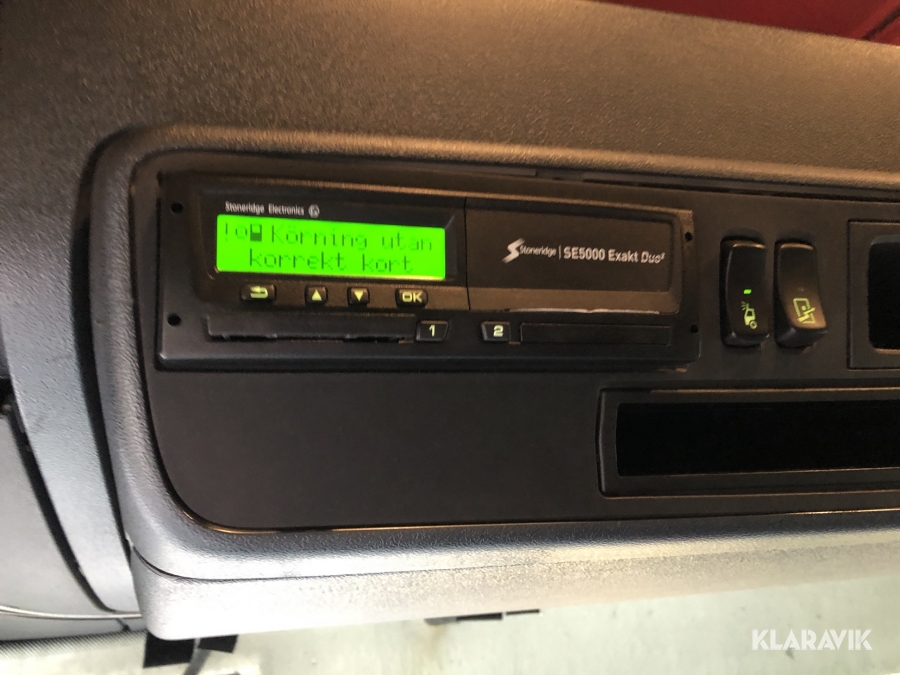 Stoneridge Electronics
!o Körning utan
korrekt kort
OK
1
Stoneridge | SE5000 Exakt Duo²
2
KLARAVIK